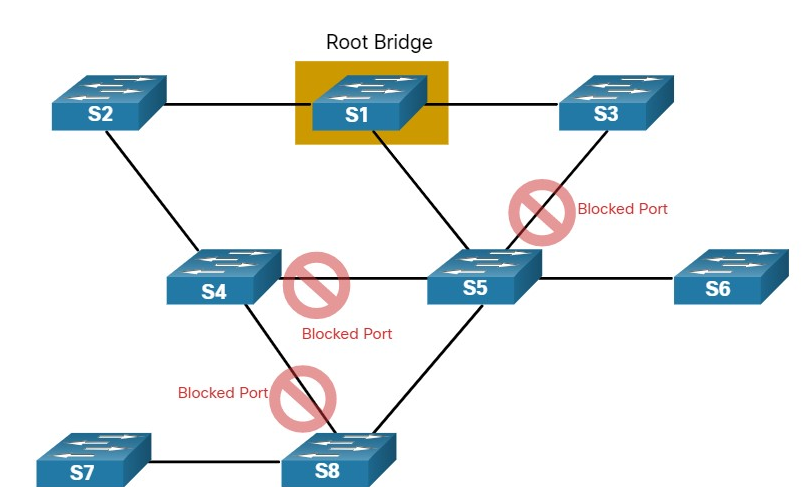 Root Bridge
S2
S1
S3
Blocked Port
S4
S5
S6
Blocked Port
Blocked Port
S7
S8